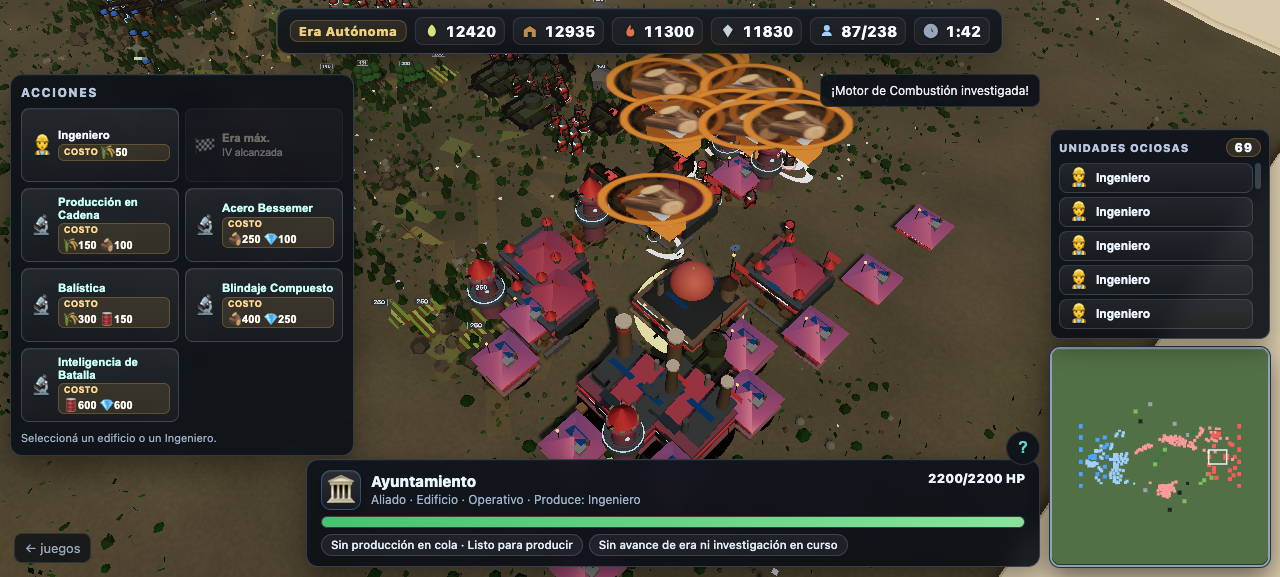 Era Autónoma 12420 12935 11300 11830 87/238 1:42
¡Motor de Combustión investigada!
ACCIONES
Ingeniero
COSTO 50
Era máx.
IV alcanzada
Producción en
Cadena
COSTO
150 100
Acero Bessemer
COSTO
250 100
Balística
COSTO
300 150
Blindaje Compuesto
COSTO
400 250
Inteligencia de
Batalla
COSTO
600 600
Seleccioná un edificio o un Ingeniero.
250
250
250
250
UNIDADES OCIOSAS 69
Ingeniero
Ingeniero
Ingeniero
Ingeniero
Ingeniero
?
Ayuntamiento 2200/2200 HP
Aliado · Edificio · Operativo · Produce: Ingeniero
Sin producción en cola · Listo para producir
Sin avance de era ni investigación en curso
← juegos